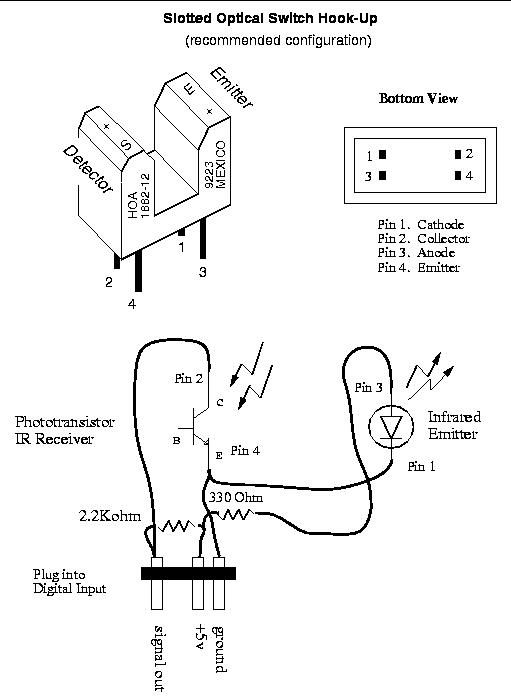 Slotted Optical Switch Hook-Up
(recommended configuration)
E +
Emitter
+ S
Detector
HOA
1882-12
9223
MEXICO
2
4
1
3
Bottom View
1 2
3 4
Pin 1. Cathode
Pin 2. Collector
Pin 3. Anode
Pin 4. Emitter
Pin 2
C
B
E
Pin 4
Phototransistor
IR Receiver
Pin 3
Infrared
Emitter
Pin 1
330 Ohm
2.2Kohm
Plug into
Digital Input
signal out
+5v
ground